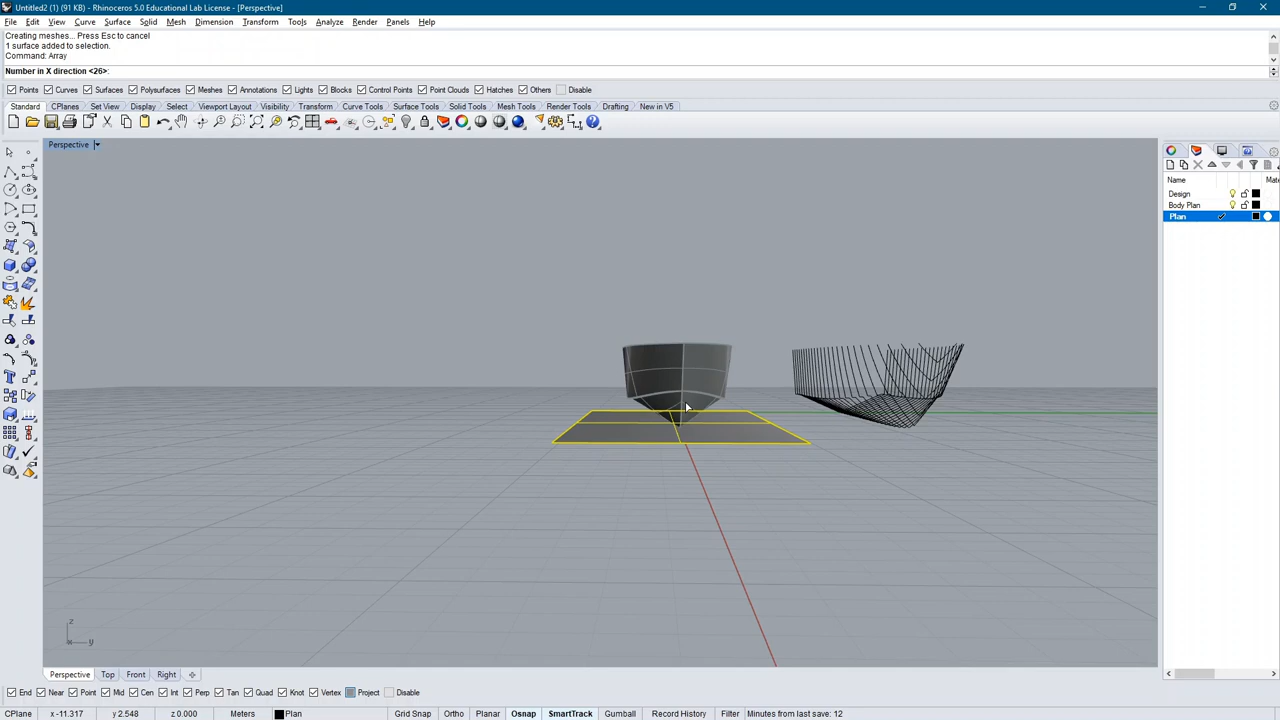 Untitled2 (1) (91 KB) - Rhinoceros 5.0 Educational Lab License - [Perspective]
File Edit View Curve Surface Solid Mesh Dimension Transform Tools Analyze Render Panels Help
Creating meshes... Press Esc to cancel
1 surface added to selection.
Command: Array
Number in X direction <26>:
Points Curves Surfaces Polysurfaces Meshes Annotations Lights Blocks Control Points Point Clouds Hatches Others Disable
Standard CPlanes Set View Display Select Viewport Layout Visibility Transform Curve Tools Surface Tools Solid Tools Mesh Tools Render Tools Drafting New in V5
Perspective
Name Mate
Design
Body Plan
Plan
z
x y
Perspective Top Front Right
End Near Point Mid Cen Int Perp Tan Quad Knot Vertex Project Disable
CPlane x -11.317 y 2.548 z 0.000 Meters Plan Grid Snap Ortho Planar Osnap SmartTrack Gumball Record History Filter Minutes from last save: 12